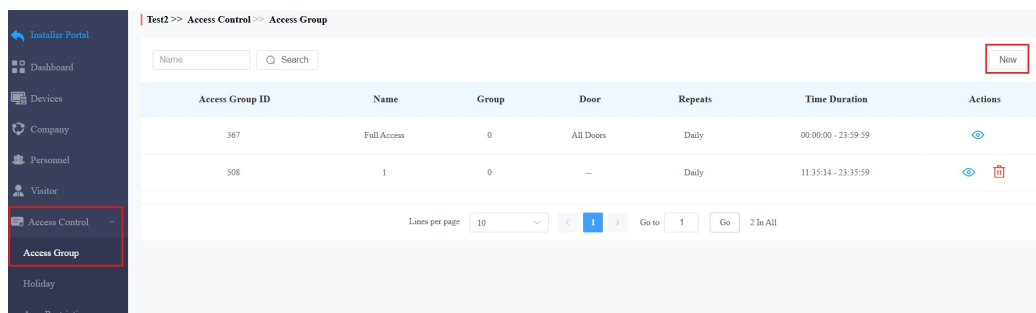 Test2 >> Access Control >> Access Group
Installer Portal
Dashboard
Devices
Company
Personnel
Visitor
Access Control
Access Group
Holiday
Name Search New
Access Group ID Name Group Door Repeats Time Duration Actions
367 Full Access 0 All Doors Daily 00:00:00 - 23:59:59
508 1 0 -- Daily 11:35:14 - 23:35:59
Lines per page 10 < 1 > Go to 1 Go 2 In All